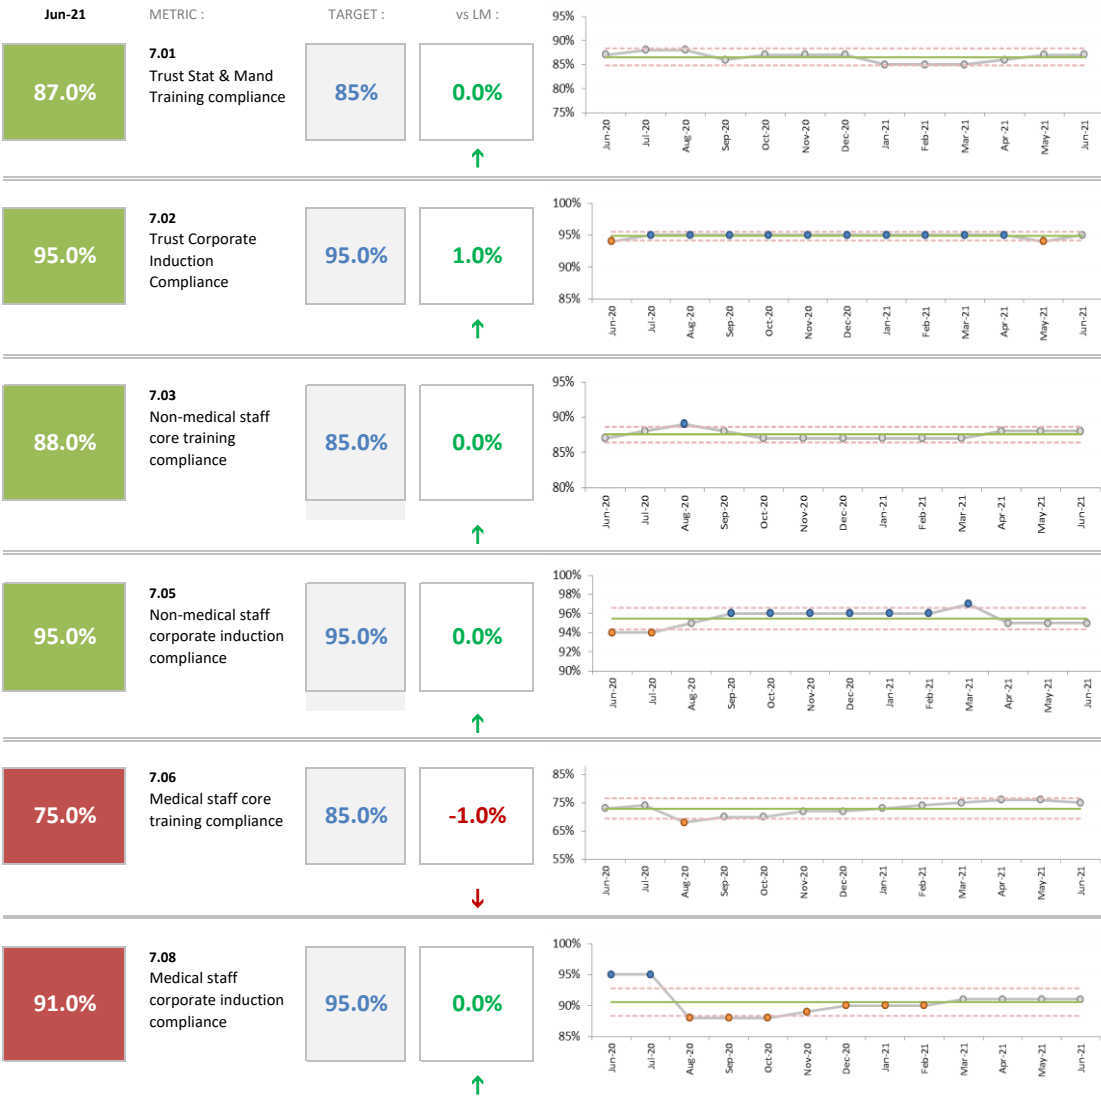 Jun-21 METRIC : TARGET : vs LM :
87.0%
7.01
Trust Stat & Mand
Training compliance
85%
0.0%
↑
95%
90%
85%
80%
75%
Jun-20 Jul-20 Aug-20 Sep-20 Oct-20 Nov-20 Dec-20 Jan-21 Feb-21 Mar-21 Apr-21 May-21 Jun-21
95.0%
7.02
Trust Corporate
Induction
Compliance
95.0%
1.0%
↑
100%
95%
90%
85%
Jun-20 Jul-20 Aug-20 Sep-20 Oct-20 Nov-20 Dec-20 Jan-21 Feb-21 Mar-21 Apr-21 May-21 Jun-21
88.0%
7.03
Non-medical staff
core training
compliance
85.0%
0.0%
↑
95%
90%
85%
80%
Jun-20 Jul-20 Aug-20 Sep-20 Oct-20 Nov-20 Dec-20 Jan-21 Feb-21 Mar-21 Apr-21 May-21 Jun-21
95.0%
7.05
Non-medical staff
corporate induction
compliance
95.0%
0.0%
↑
100%
98%
96%
94%
92%
90%
Jun-20 Jul-20 Aug-20 Sep-20 Oct-20 Nov-20 Dec-20 Jan-21 Feb-21 Mar-21 Apr-21 May-21 Jun-21
75.0%
7.06
Medical staff core
training compliance
85.0%
-1.0%
↓
85%
75%
65%
55%
Jun-20 Jul-20 Aug-20 Sep-20 Oct-20 Nov-20 Dec-20 Jan-21 Feb-21 Mar-21 Apr-21 May-21 Jun-21
91.0%
7.08
Medical staff
corporate induction
compliance
95.0%
0.0%
↑
100%
95%
90%
85%
Jun-20 Jul-20 Aug-20 Sep-20 Oct-20 Nov-20 Dec-20 Jan-21 Feb-21 Mar-21 Apr-21 May-21 Jun-21